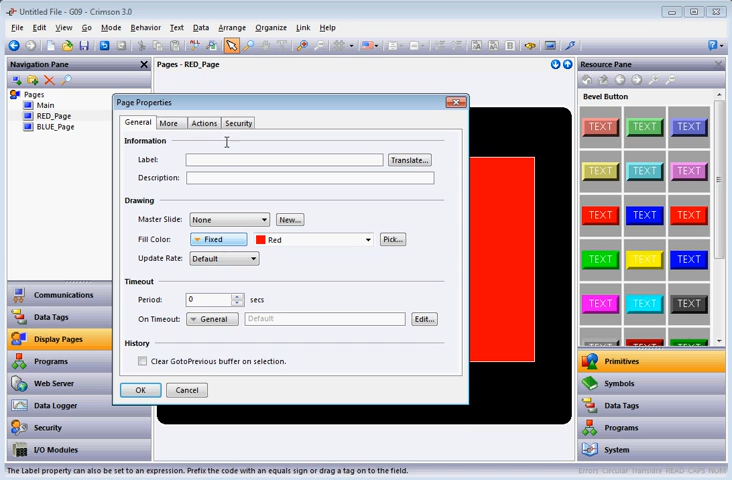 Untitled File - G09 - Crimson 3.0
File Edit View Go Mode Behavior Text Data Arrange Organize Link Help
Navigation Pane
Pages
Main
RED_Page
BLUE_Page
Communications
Data Tags
Display Pages
Programs
Web Server
Data Logger
Security
I/O Modules
Pages - RED_Page
Page Properties
General More Actions Security
Information
Label: Translate...
Description:
Drawing
Master Slide: None New...
Fill Color: Fixed Red Pick...
Update Rate: Default
Timeout
Period: 0 secs
On Timeout: General Default Edit...
History
Clear GotoPrevious buffer on selection.
OK Cancel
Resource Pane
Bevel Button
TEXT TEXT TEXT
TEXT TEXT TEXT
TEXT TEXT TEXT
TEXT TEXT TEXT
TEXT TEXT TEXT
Primitives
Symbols
Data Tags
Programs
System
The Label property can also be set to an expression. Prefix the code with an equals sign or drag a tag on to the field.
Errors Circular Translate READ CAPS NUM